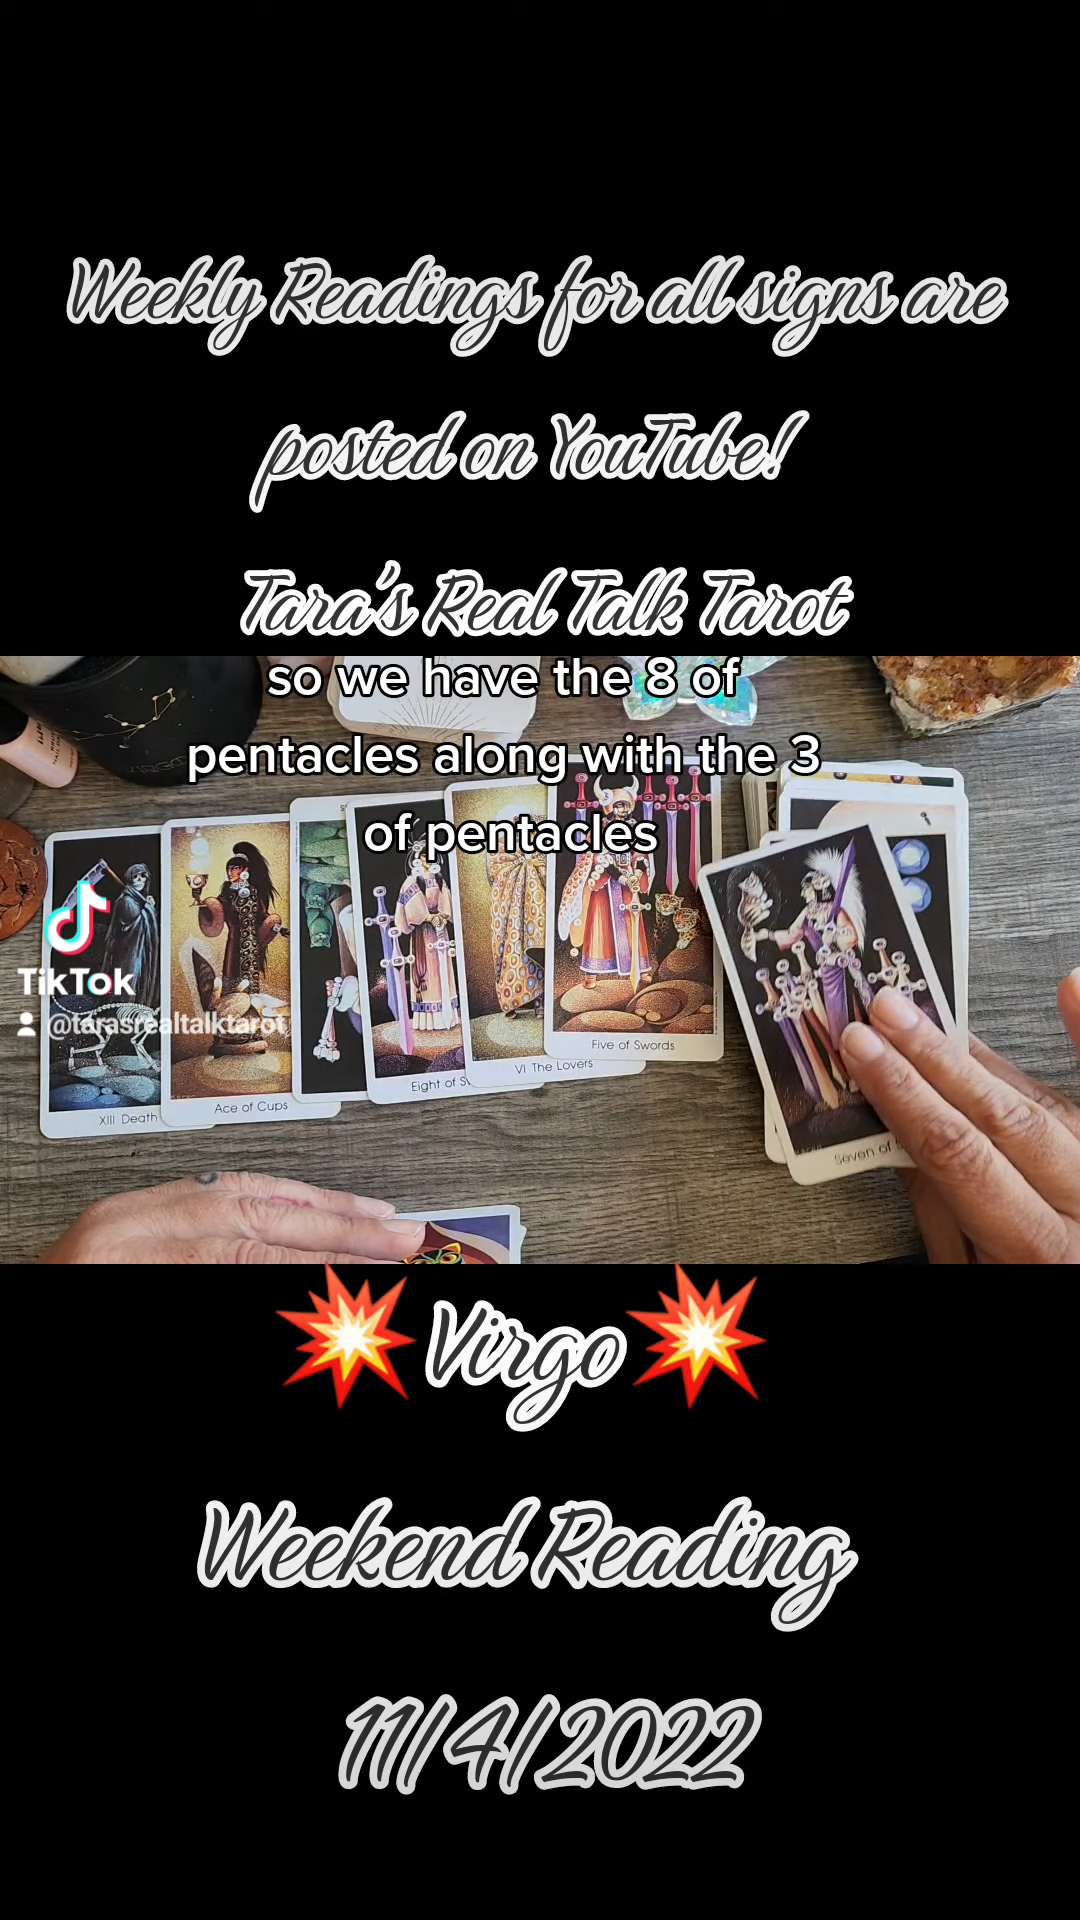 Weekly Readings for all signs are
posted on YouTube!
Tara's Real Talk Tarot
so we have the 8 of
pentacles along with the 3
of pentacles
VIRGO
TikTok
@tarasrealtalktarot
XIII Death
Ace of Cups
Eight of
VI The Lovers
Five of Swords
Seven of
Virgo
Weekend Reading
11/4/2022